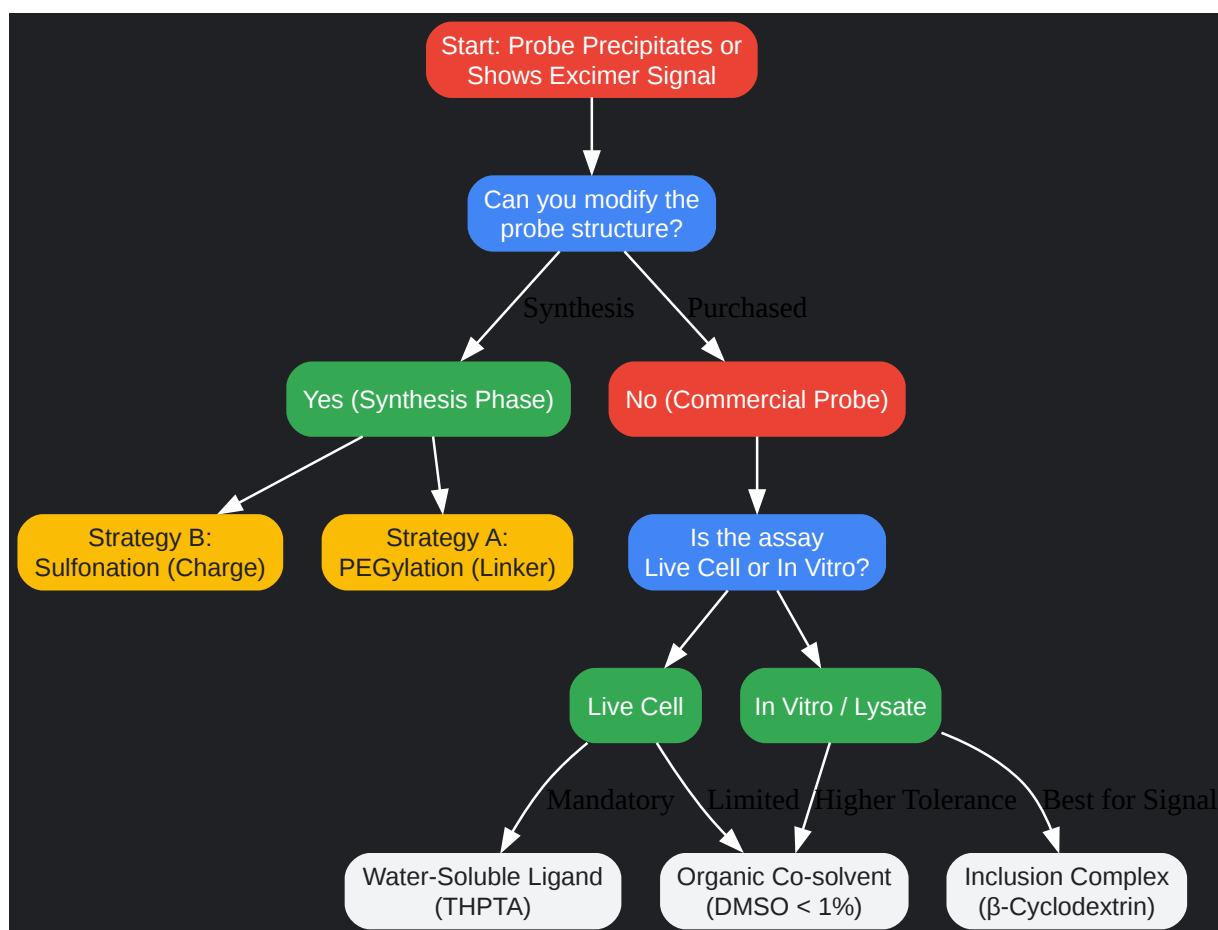 Start: Probe Precipitates or
Shows Excimer Signal
Can you modify the
probe structure?
Synthesis
Purchased
Yes (Synthesis Phase)
No (Commercial Probe)
Strategy B:
Sulfonation (Charge)
Strategy A:
PEGylation (Linker)
Is the assay
Live Cell or In Vitro?
Live Cell
In Vitro / Lysate
Mandatory
Limited
Higher Tolerance
Best for Signal
Water-Soluble Ligand
(THPTA)
Organic Co-solvent
(DMSO < 1%)
Inclusion Complex
(β-Cyclodextrin)